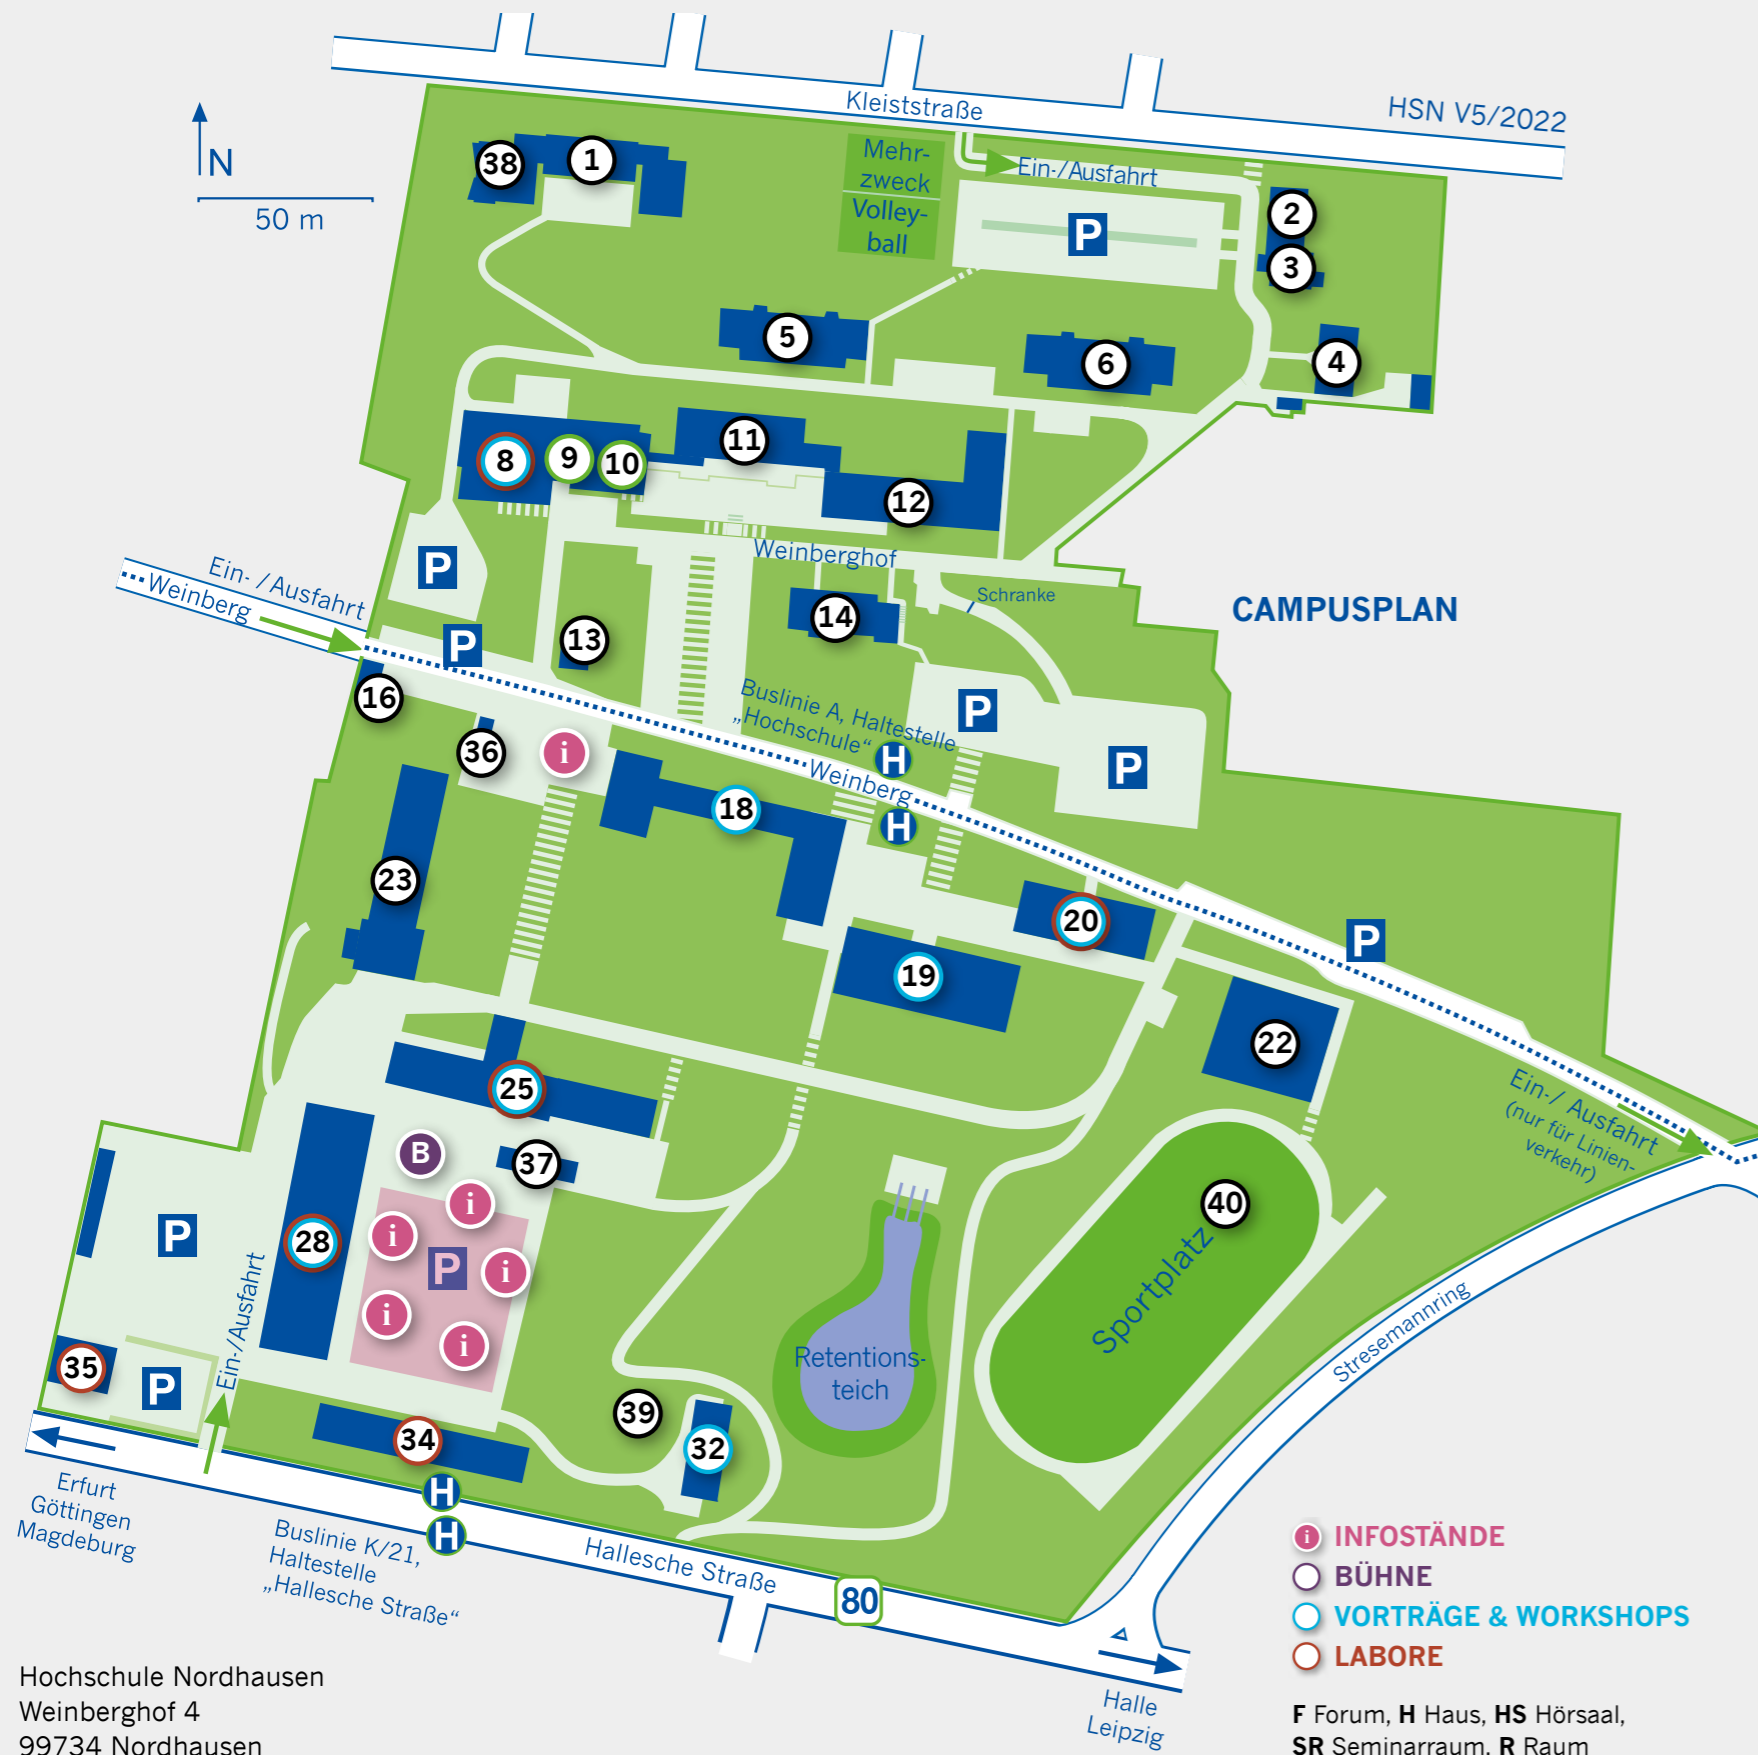 Kleiststraße
HSN V5/2022
N
50 m
Mehr-
zweck
Volley-
ball
Ein-/Ausfahrt
P
38
1
2
3
4
5
6
8
9
10
11
12
Weinberghof
Schranke
14
13
P
P
Ein- /Ausfahrt
Weinberg
CAMPUSPLAN
16
36
i
Buslinie A, Haltestelle
„Hochschule“
H
P
P
Weinberg
H
18
23
20
19
P
22
25
Ein-/ Ausfahrt
(nur für Linien-
verkehr)
B
37
i
i
P
i
i
i
28
P
Ein-/Ausfahrt
35
P
40
Sportplatz
Retentions-
teich
Stresemannring
39
32
34
H
H
Erfurt
Göttingen
Magdeburg
Buslinie K/21,
Haltestelle
„Hallesche Straße“
Hallesche Straße
80
Halle
Leipzig
i INFOSTÄNDE
BÜHNE
VORTRÄGE & WORKSHOPS
LABORE
F Forum, H Haus, HS Hörsaal,
SR Seminarraum, R Raum
Hochschule Nordhausen
Weinberghof 4
99734 Nordhausen